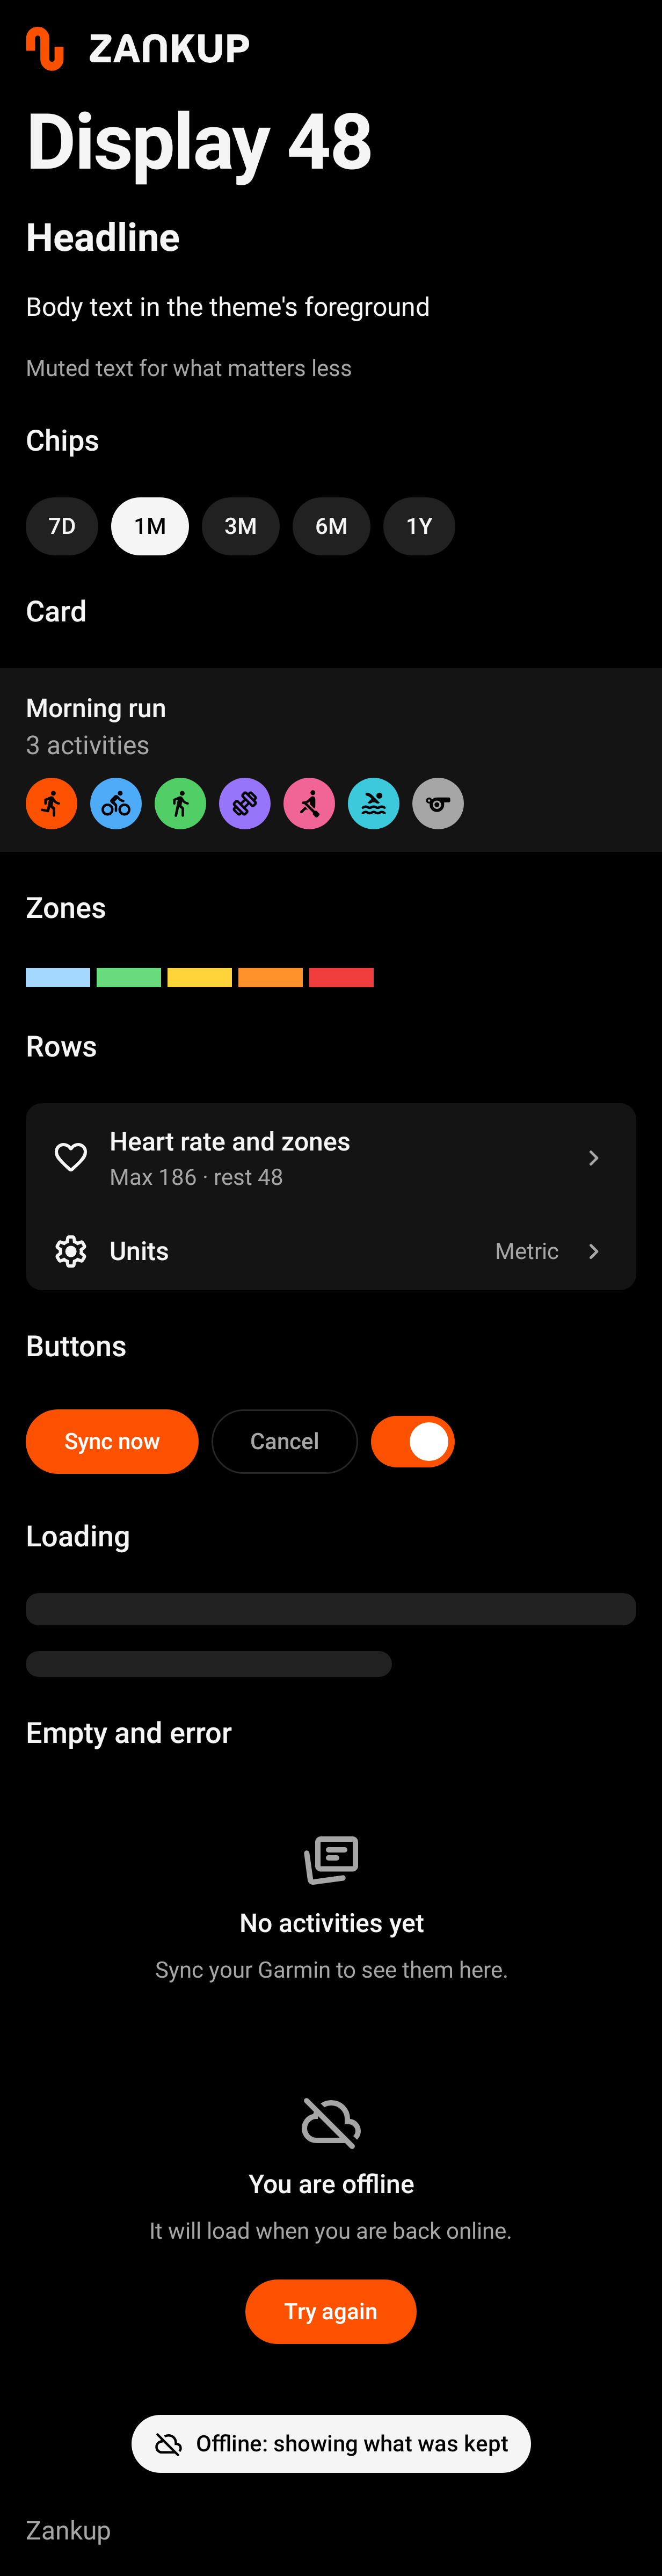 ZANKUP
Display 48
Headline
Body text in the theme's foreground
Muted text for what matters less
Chips
7D 1M 3M 6M 1Y
Card
Morning run
3 activities
Zones
Rows
Heart rate and zones
Max 186 · rest 48
Units Metric
Buttons
Sync now Cancel
Loading
Empty and error
No activities yet
Sync your Garmin to see them here.
You are offline
It will load when you are back online.
Try again
Offline: showing what was kept
Zankup